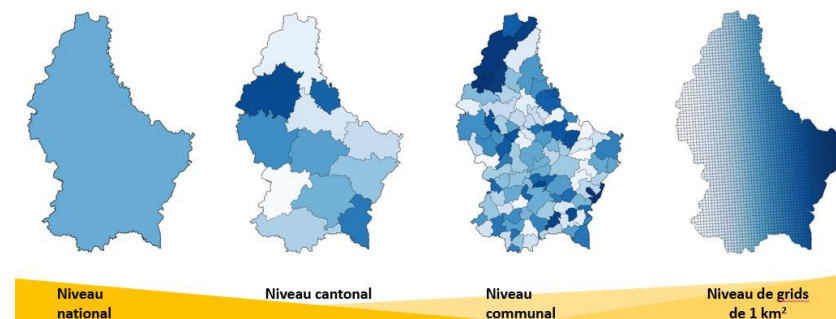 Niveau
national
Niveau cantonal
Niveau
communal
Niveau de grids
de 1 km²